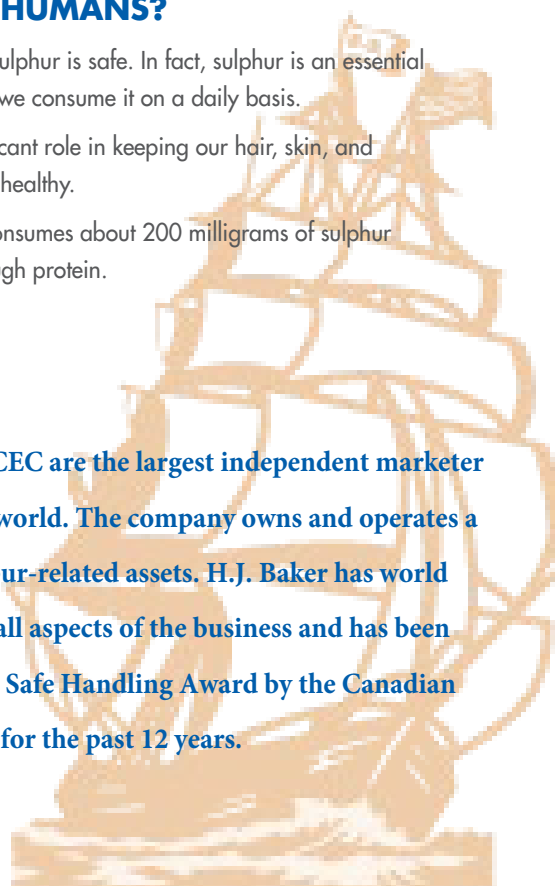 HUMANS?
ulphur is safe. In fact, sulphur is an essential
we consume it on a daily basis.
cant role in keeping our hair, skin, and
healthy.
onsumes about 200 milligrams of sulphur
ugh protein.
CEC are the largest independent marketer
world. The company owns and operates a
ur-related assets. H.J. Baker has world
all aspects of the business and has been
Safe Handling Award by the Canadian
for the past 12 years.